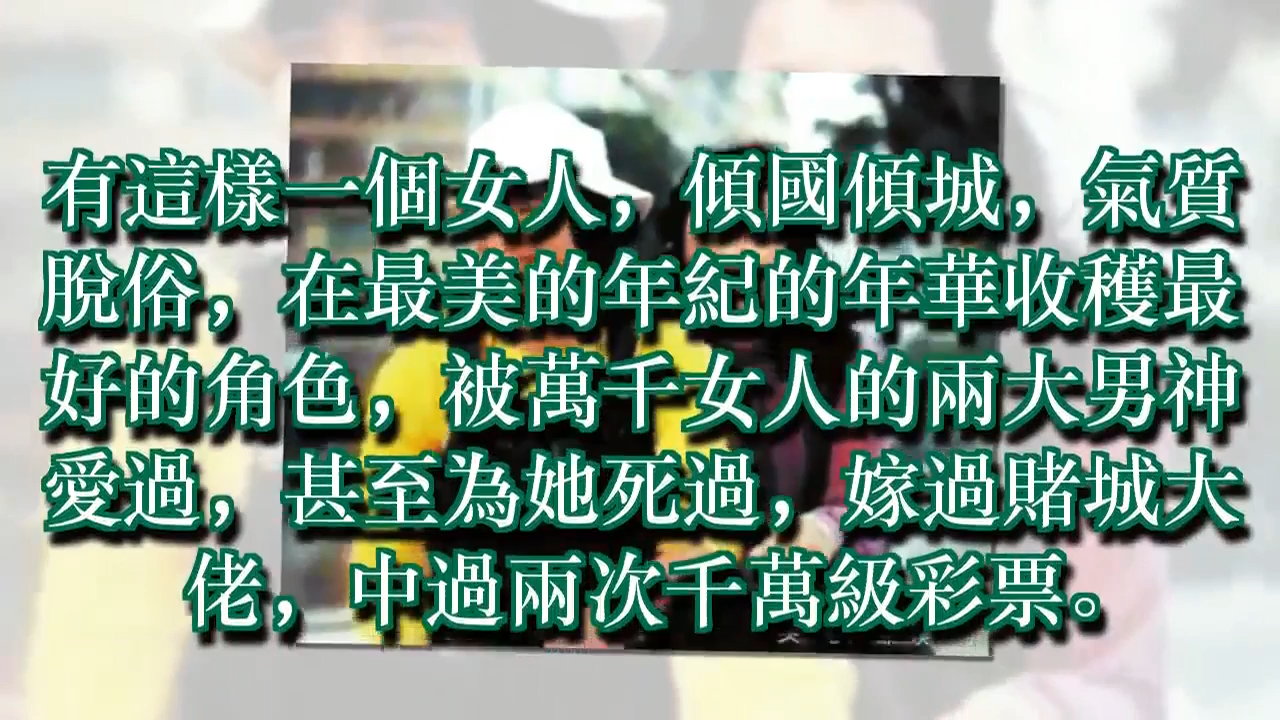 有這樣一個女人，傾國傾城，氣質
脫俗，在最美的年紀的年華收穫最
好的角色，被萬千女人的兩大男神
愛過，甚至為她死過，嫁過賭城大
佬，中過兩次千萬級彩票。